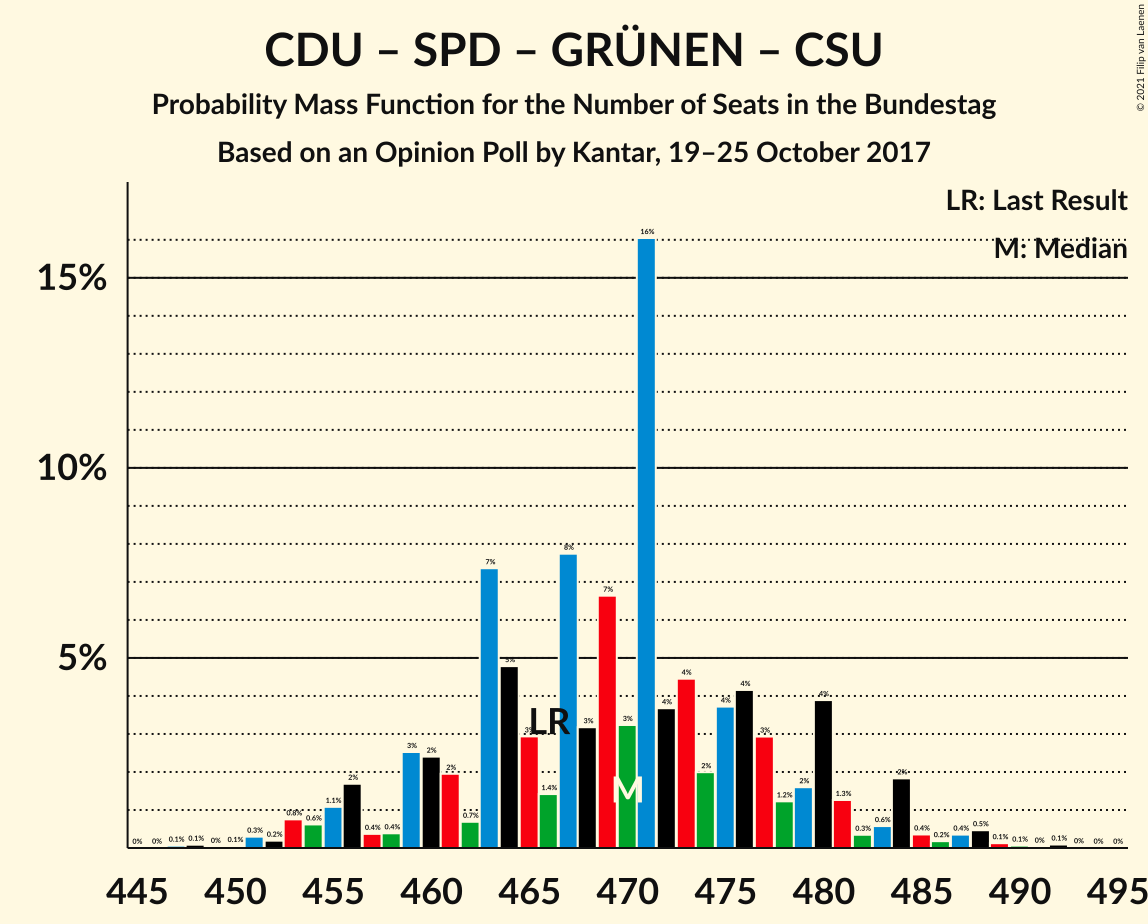 CDU – SPD – GRÜNEN – CSU
Probability Mass Function for the Number of Seats in the Bundestag
Based on an Opinion Poll by Kantar, 19–25 October 2017
© 2021 Filip van Laenen
LR: Last Result
M: Median
15%
10%
5%
0% 0% 0.1% 0.1% 0% 0.1% 0.3% 0.2% 0.8% 0.6% 1.1% 2% 0.4% 0.4% 3% 2% 2% 0.7% 7% 5% 3% 1.4% 8% 3% 7% 3% 16% 4% 4% 2% 4% 4% 3% 1.2% 2% 4% 1.3% 0.3% 0.6% 2% 0.4% 0.2% 0.4% 0.5% 0.1% 0.1% 0% 0.1% 0% 0% 0%
LR
M
445 450 455 460 465 470 475 480 485 490 495